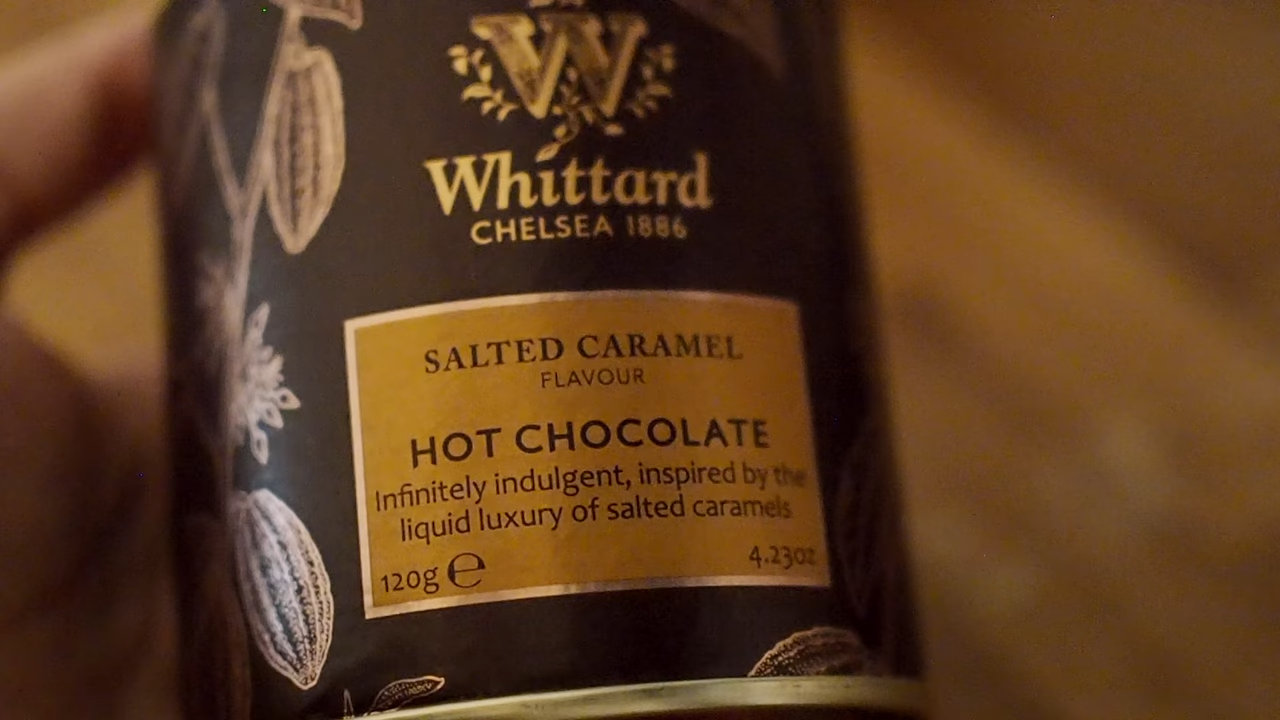 W
Whittard
CHELSEA 1886
SALTED CARAMEL
FLAVOUR
HOT CHOCOLATE
Infinitely indulgent, inspired by the
liquid luxury of salted caramels
120g ℮
4.23oz